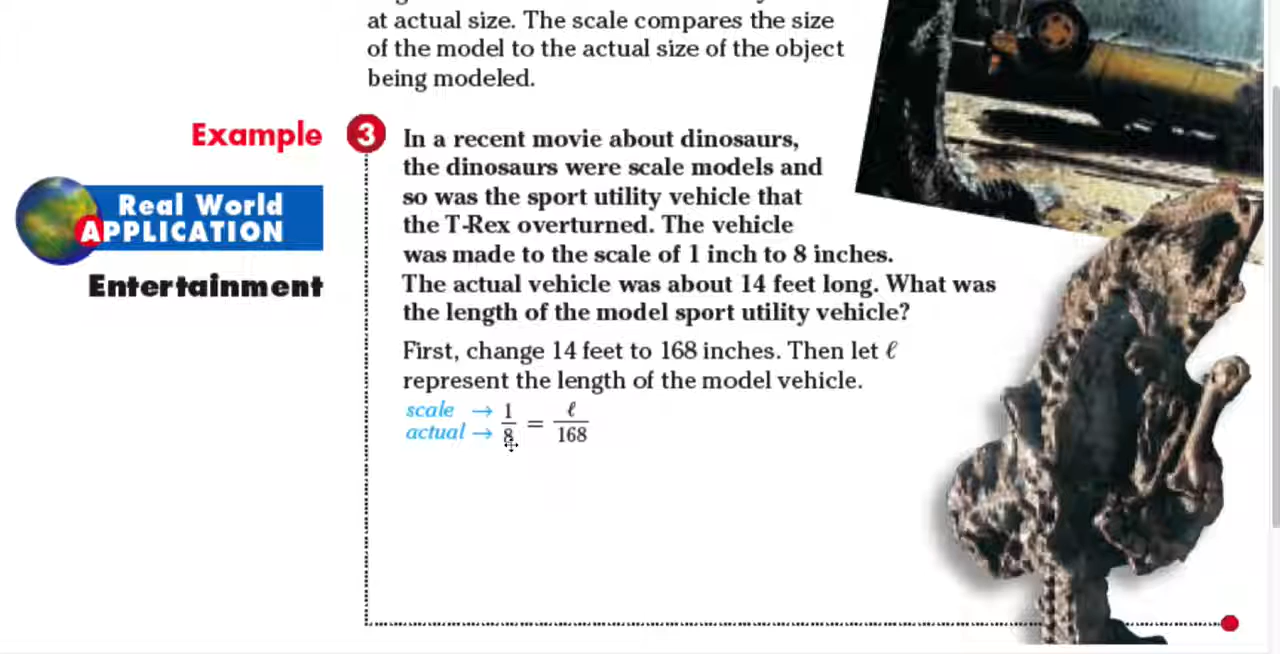 at actual size. The scale compares the size
of the model to the actual size of the object
being modeled.
Example 3 In a recent movie about dinosaurs,
the dinosaurs were scale models and
so was the sport utility vehicle that
the T-Rex overturned. The vehicle
was made to the scale of 1 inch to 8 inches.
The actual vehicle was about 14 feet long. What was
the length of the model sport utility vehicle?
Real World
APPLICATION
Entertainment
First, change 14 feet to 168 inches. Then let ℓ
represent the length of the model vehicle.
scale → 1/8 = ℓ/168
actual →